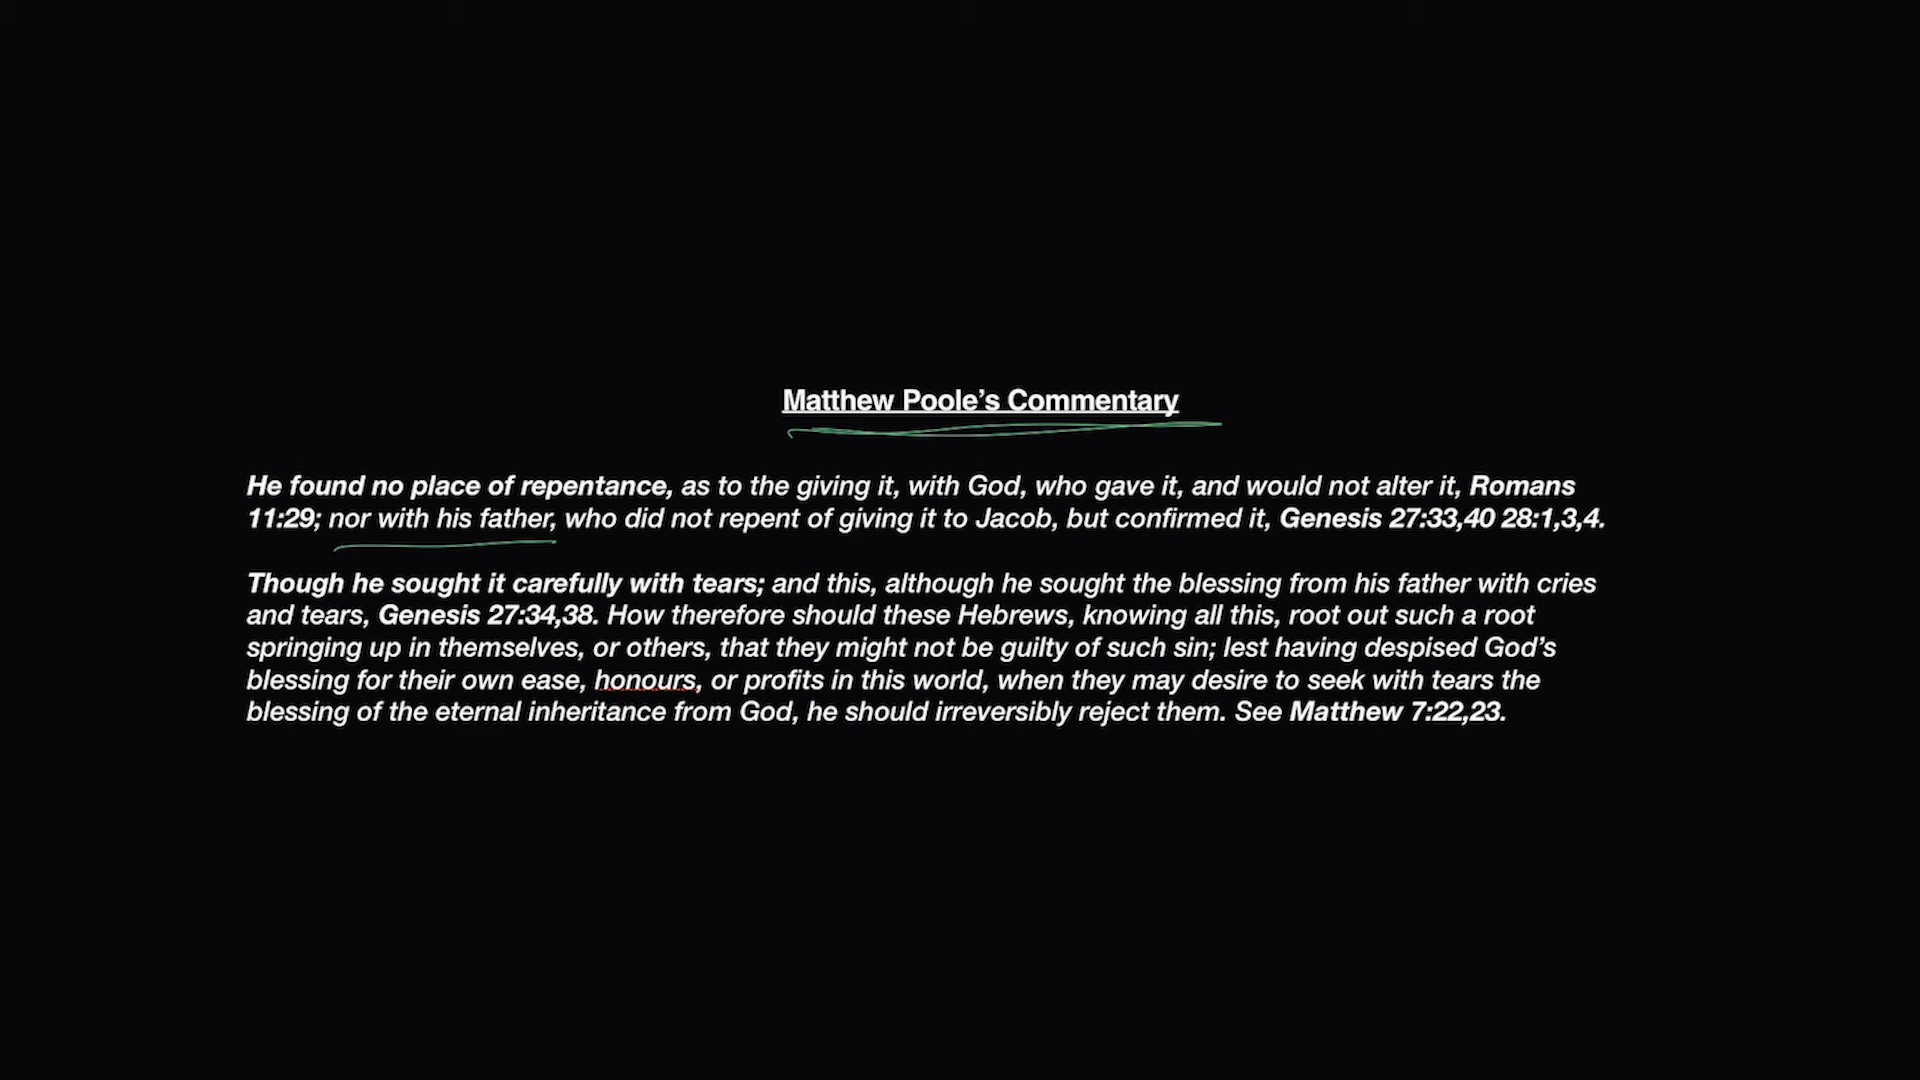 Matthew Poole’s Commentary
He found no place of repentance, as to the giving it, with God, who gave it, and would not alter it, Romans
11:29; nor with his father, who did not repent of giving it to Jacob, but confirmed it, Genesis 27:33,40 28:1,3,4.
Though he sought it carefully with tears; and this, although he sought the blessing from his father with cries
and tears, Genesis 27:34,38. How therefore should these Hebrews, knowing all this, root out such a root
springing up in themselves, or others, that they might not be guilty of such sin; lest having despised God’s
blessing for their own ease, honours, or profits in this world, when they may desire to seek with tears the
blessing of the eternal inheritance from God, he should irreversibly reject them. See Matthew 7:22,23.